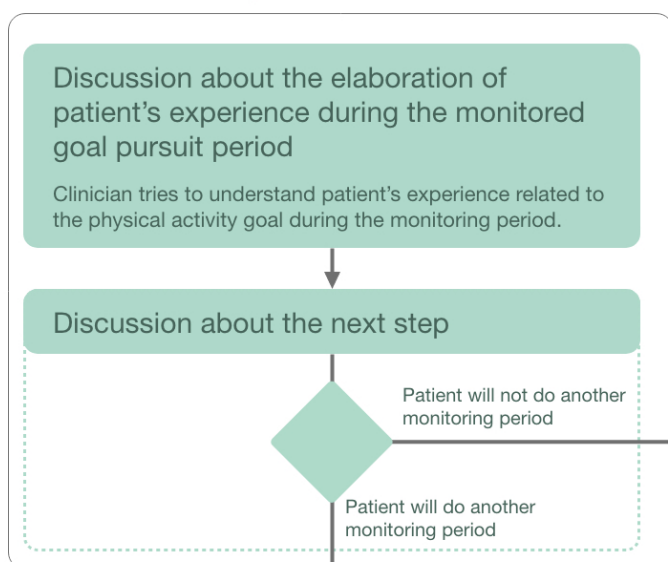 Discussion about the elaboration of
patient’s experience during the monitored
goal pursuit period
Clinician tries to understand patient’s experience related to
the physical activity goal during the monitoring period.
Discussion about the next step
Patient will not do another
monitoring period
Patient will do another
monitoring period